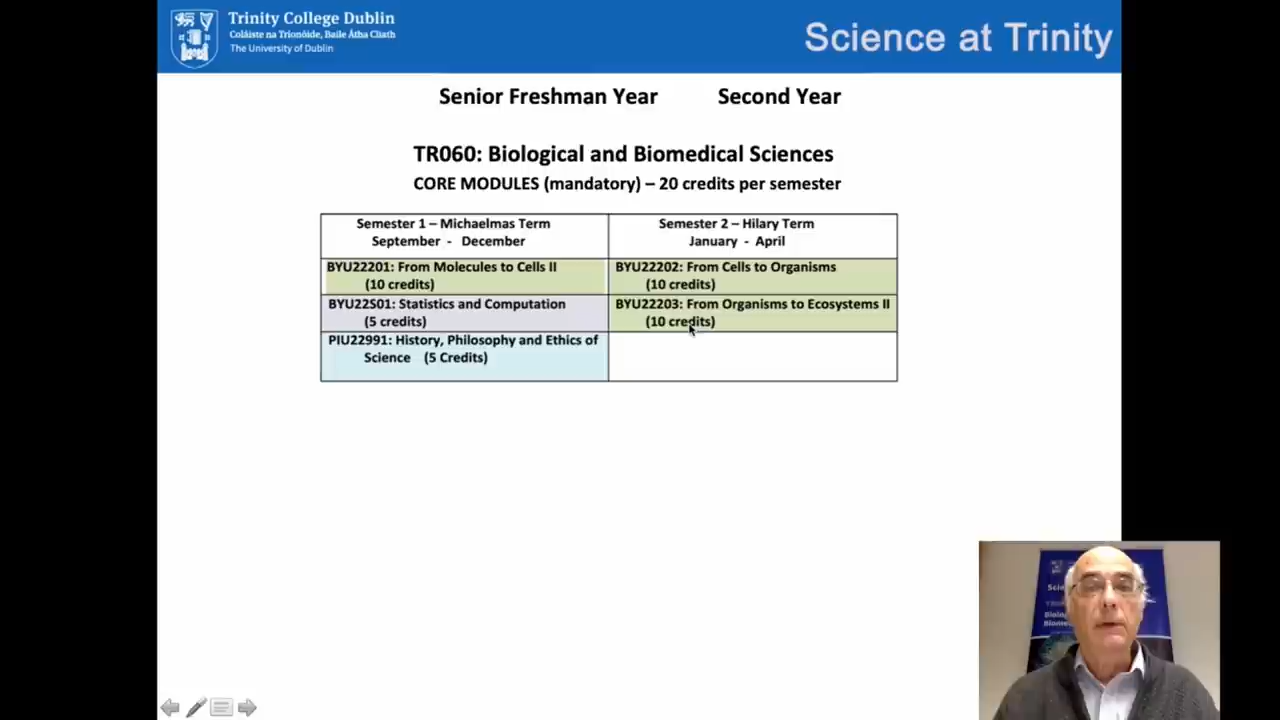 Trinity College Dublin
Coláiste na Tríonóide, Baile Átha Cliath
The University of Dublin
Science at Trinity
Senior Freshman Year Second Year
TR060: Biological and Biomedical Sciences
CORE MODULES (mandatory) – 20 credits per semester
Semester 1 – Michaelmas Term
September - December
Semester 2 – Hilary Term
January - April
BYU22201: From Molecules to Cells II
(10 credits)
BYU22202: From Cells to Organisms
(10 credits)
BYU22S01: Statistics and Computation
(5 credits)
BYU22203: From Organisms to Ecosystems II
(10 credits)
PIU22991: History, Philosophy and Ethics of
Science (5 Credits)